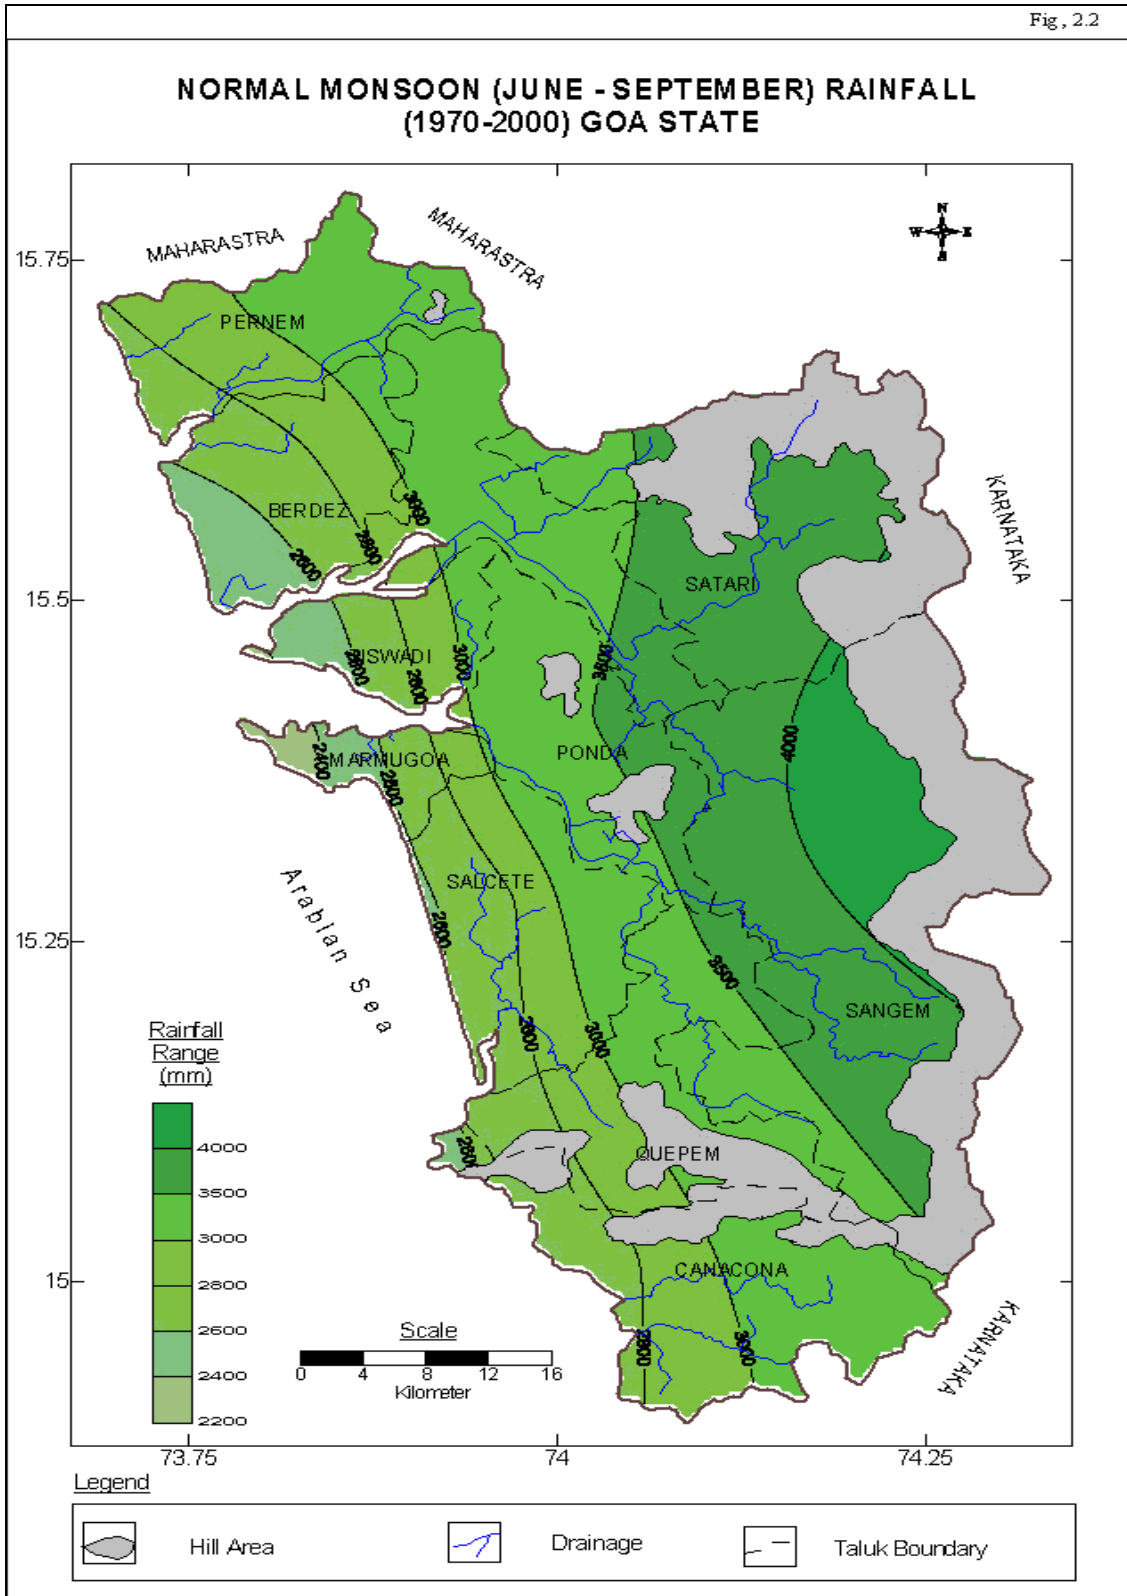 Fig, 2.2
NORMAL MONSOON (JUNE - SEPTEMBER) RAINFALL
(1970-2000) GOA STATE
N
W
E
S
MAHARASTRA
MAHARASTRA
15.75
PERNEM
KARNATAKA
3000
BERDEZ
2800
2600
SATARI
15.5
TISWADI
2600
2800
3000
3500
4000
PONDA
MARMUGOA
2400
2600
SALCETE
Arabian Sea
2600
15.25
3500
SANGEM
2800
3000
Rainfall
Range
(mm)
4000
3500
3000
2800
2600
2400
2200
QUEPEM
2600
CANACONA
15
2800
3000
KARNATAKA
Scale
0
4
8
12
16
Kilometer
73.75
74
74.25
Legend
Hill Area
Drainage
Taluk Boundary